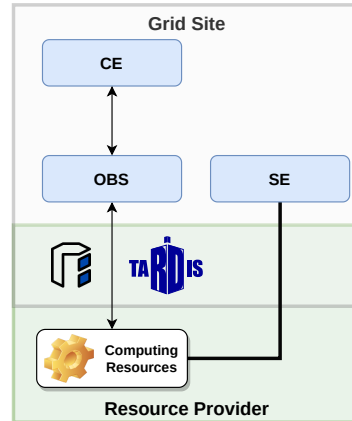 Grid Site
CE
OBS
SE
TARDIS
Computing
Resources
Resource Provider